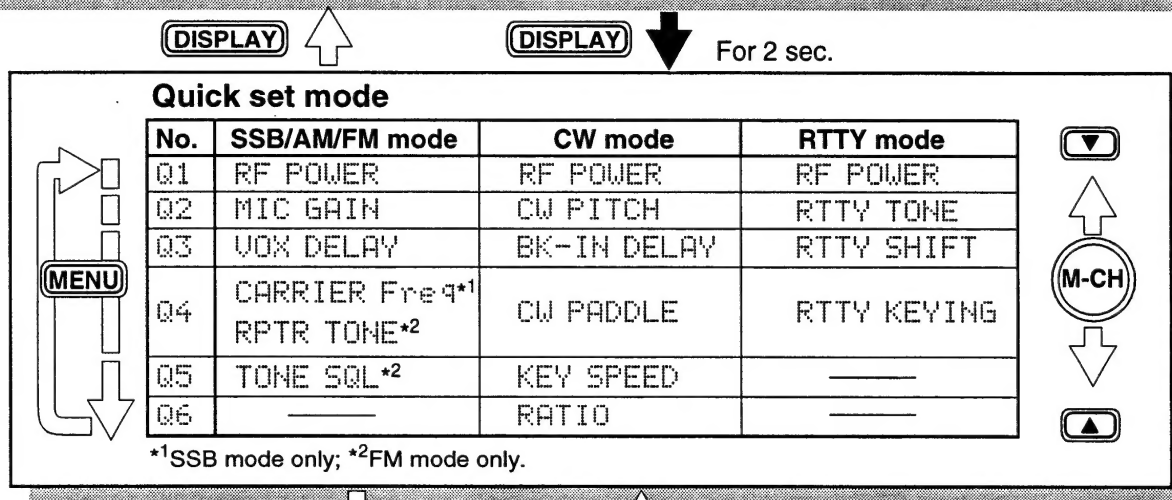 DISPLAY DISPLAY For 2 sec.
Quick set mode
No. SSB/AM/FM mode CW mode RTTY mode
Q1 RF POWER RF POWER RF POWER
Q2 MIC GAIN CW PITCH RTTY TONE
Q3 VOX DELAY BK-IN DELAY RTTY SHIFT
MENU
M-CH
Q4 CARRIER Freq*1 CW PADDLE RTTY KEYING
RPTR TONE*2
Q5 TONE SQL*2 KEY SPEED ——
Q6 —— RATIO ——
*1SSB mode only; *2FM mode only.